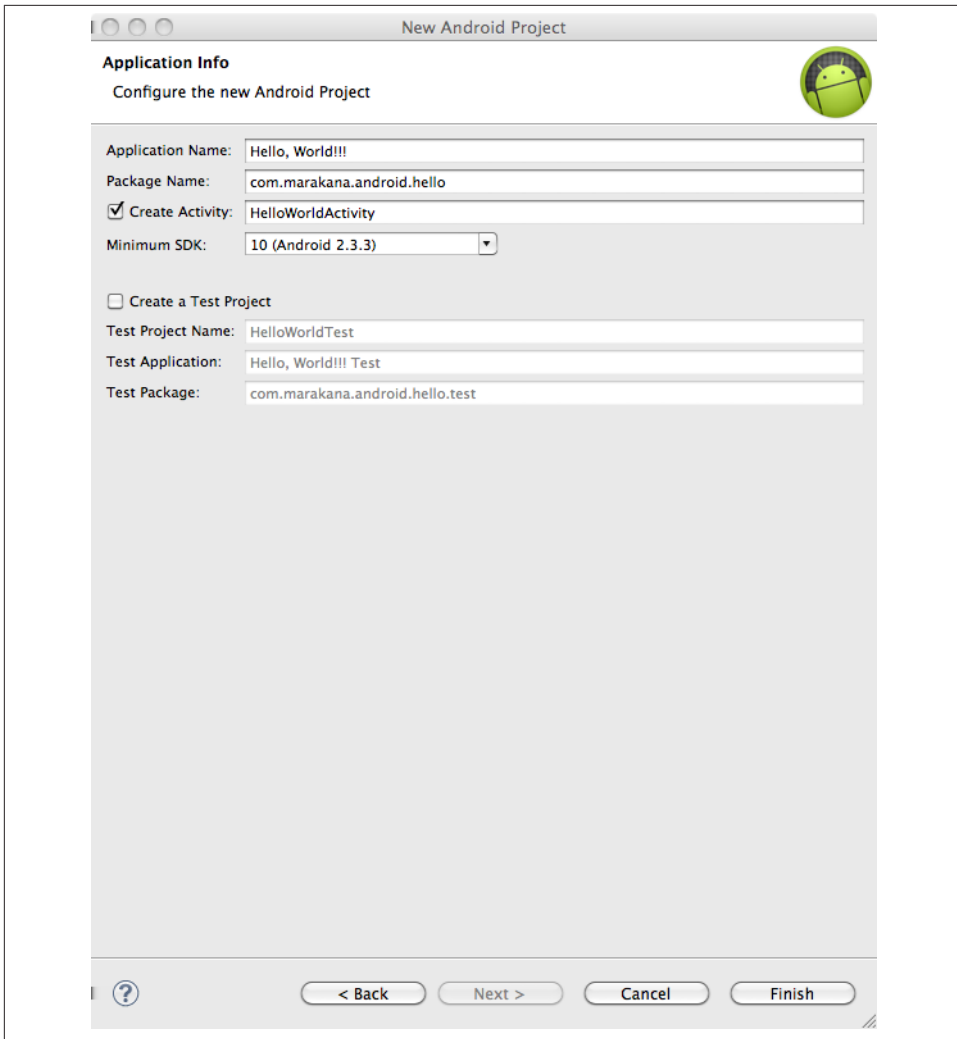 New Android Project
Application Info
Configure the new Android Project
Application Name: Hello, World!!!
Package Name: com.marakana.android.hello
Create Activity: HelloWorldActivity
Minimum SDK: 10 (Android 2.3.3)
Create a Test Project
Test Project Name: HelloWorldTest
Test Application: Hello, World!!! Test
Test Package: com.marakana.android.hello.test
? < Back Next > Cancel Finish